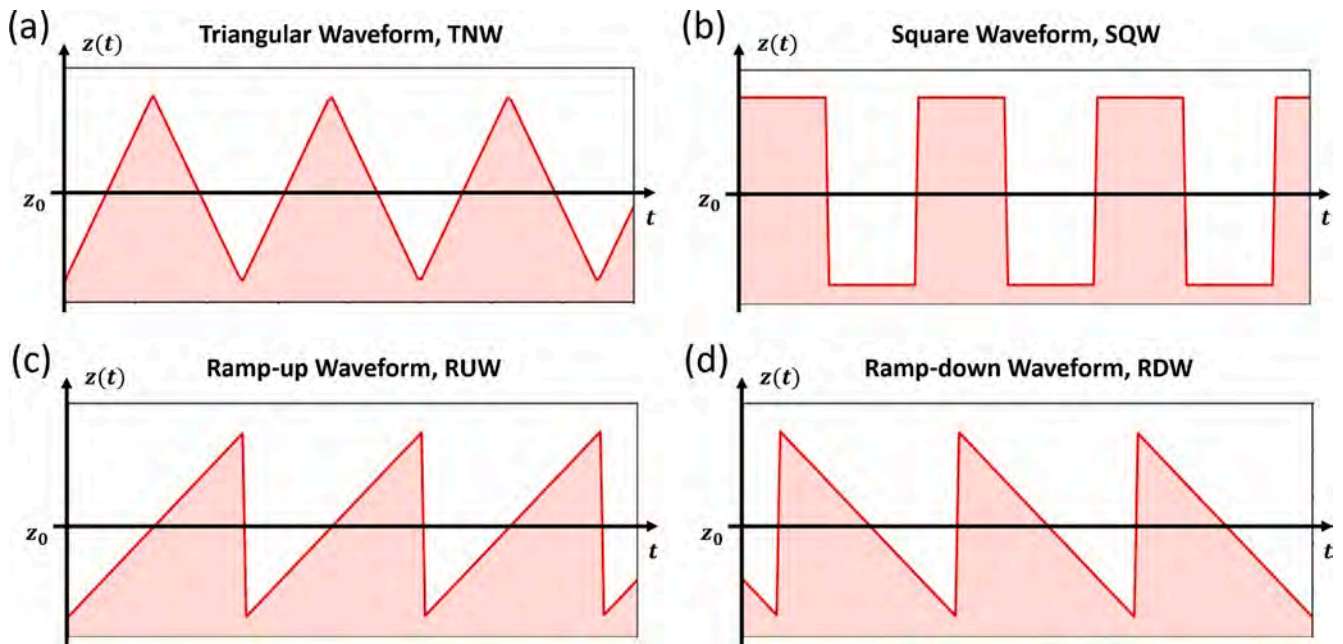 (a) Triangular Waveform, TNW
z(t)
z₀
t
(b) Square Waveform, SQW
z(t)
z₀
t
(c) Ramp-up Waveform, RUW
z(t)
z₀
t
(d) Ramp-down Waveform, RDW
z(t)
z₀
t